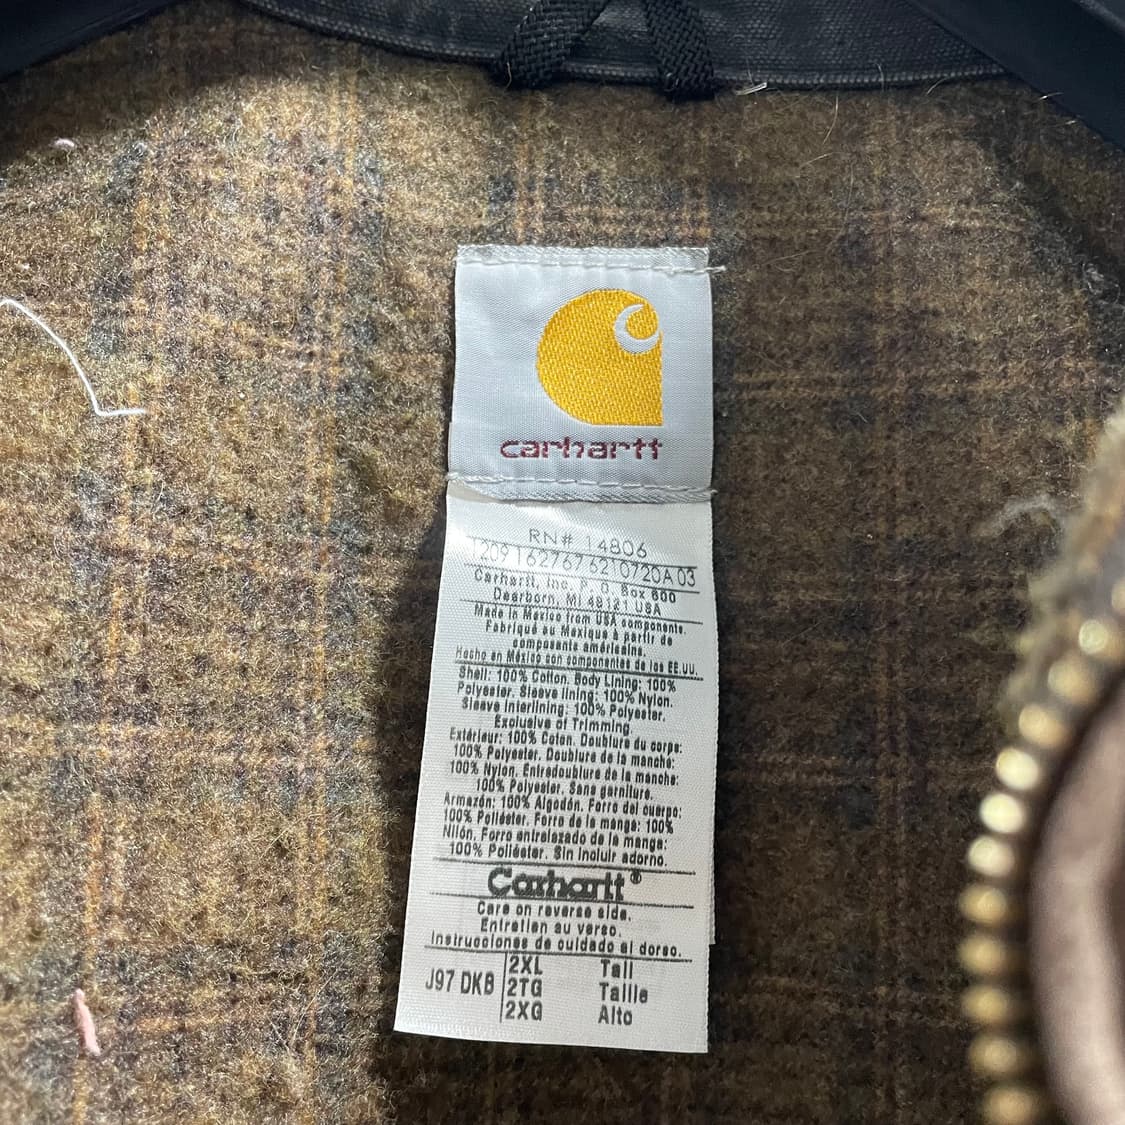 carhartt
RN# 14806
1209 162767 6210720A 03
Carhartt, Inc. P. O. Box 600
Dearborn, MI 48121 USA
Made in Mexico from USA components.
Fabriqué au Mexique à partir de
composants américains.
Hecho en México con componentes de los EE.UU.
Shell: 100% Cotton. Body Lining: 100%
Polyester. Sleeve lining: 100% Nylon.
Sleeve Interlining: 100% Polyester.
Exclusive of Trimming.
Extérieur: 100% Coton. Doublure du corps:
100% Polyester. Doublure de la manche:
100% Nylon. Entredoublure de la manche:
100% Polyester. Sans garniture.
Armazón: 100% Algodón. Forro del cuerpo:
100% Poliéster. Forro de la manga: 100%
Nilón. Forro entrelazado de la manga:
100% Poliéster. Sin incluir adorno.
Carhartt®
Care on reverse side.
Entretien au verso.
Instrucciones de cuidado al dorso.
2XL Tall
J97 DKB 2TG Taille
2XG Alto